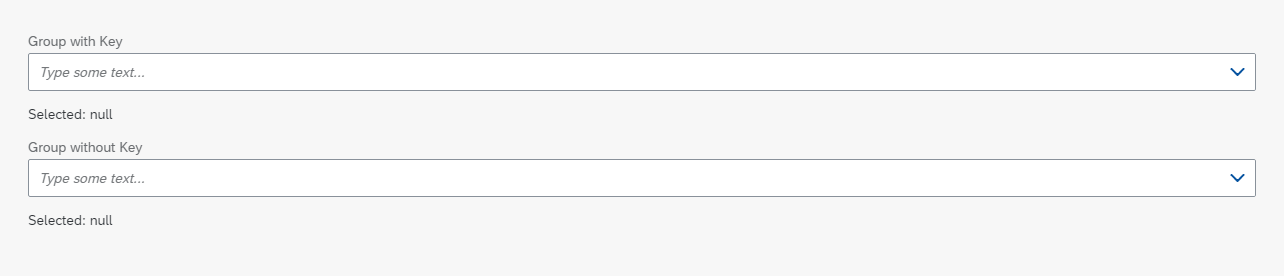 Group with Key
Type some text...
Selected: null
Group without Key
Type some text...
Selected: null